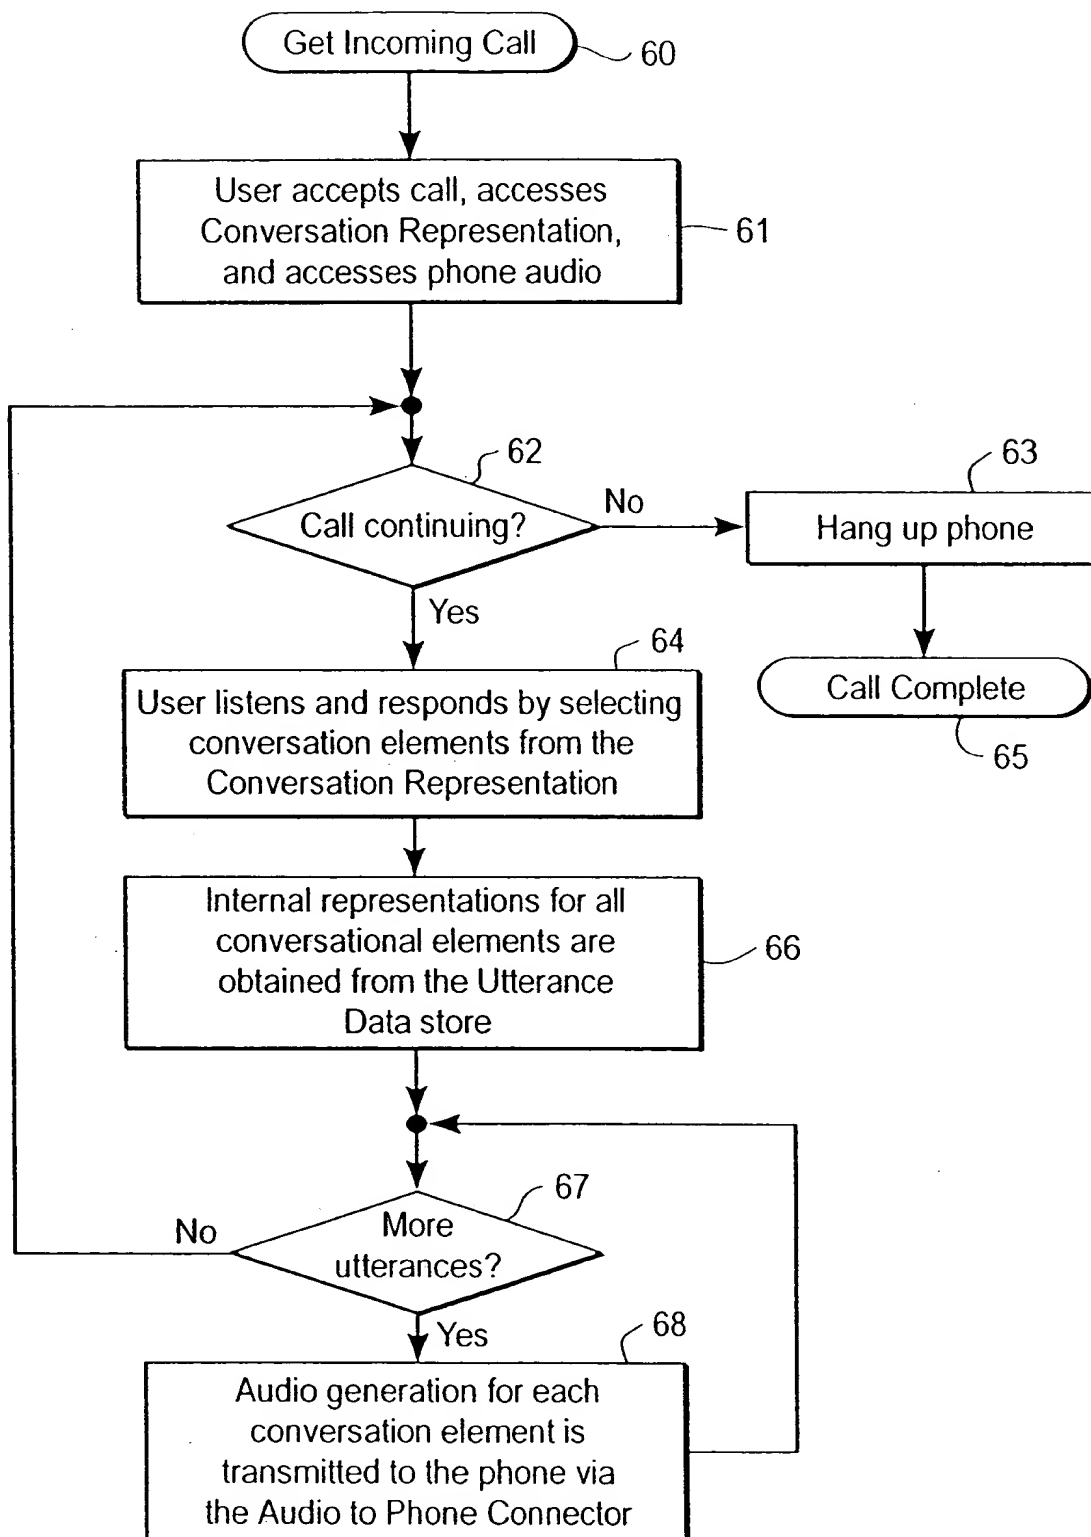 Get Incoming Call
60
User accepts call, accesses
Conversation Representation,
and accesses phone audio
61
62
Call continuing?
No
63
Hang up phone
Yes
Call Complete
65
64
User listens and responds by selecting
conversation elements from the
Conversation Representation
Internal representations for all
conversational elements are
obtained from the Utterance
Data store
66
67
More
utterances?
No
Yes
68
Audio generation for each
conversation element is
transmitted to the phone via
the Audio to Phone Connector